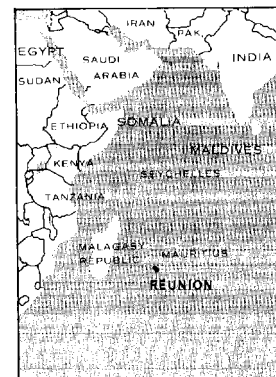 IRAN
PAK.
EGYPT
SAUDI
ARABIA
INDIA
SUDAN
ETHIOPIA
SOMALIA
MALDIVES
KENYA
SEYCHELLES
TANZANIA
MALAGASY
REPUBLIC
MAURITIUS
REUNION